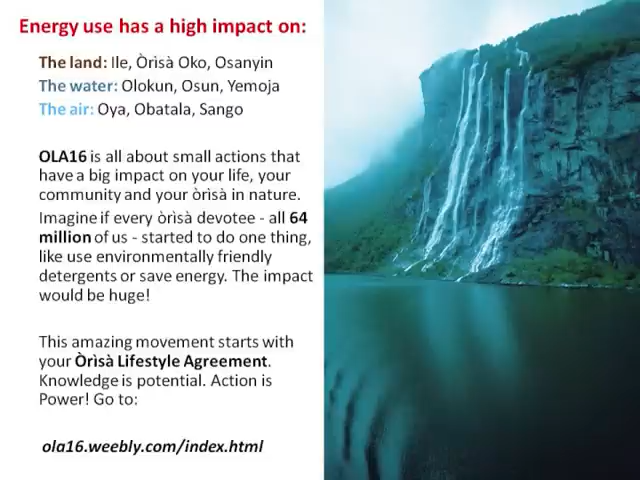 Energy use has a high impact on:
The land: Ile, Òrìsà Oko, Osanyin
The water: Olokun, Osun, Yemoja
The air: Oya, Obatala, Sango
OLA16 is all about small actions that
have a big impact on your life, your
community and your òrìsà in nature.
Imagine if every òrìsà devotee - all 64
million of us - started to do one thing,
like use environmentally friendly
detergents or save energy. The impact
would be huge!
This amazing movement starts with
your Òrìsà Lifestyle Agreement.
Knowledge is potential. Action is
Power! Go to:
ola16.weebly.com/index.html